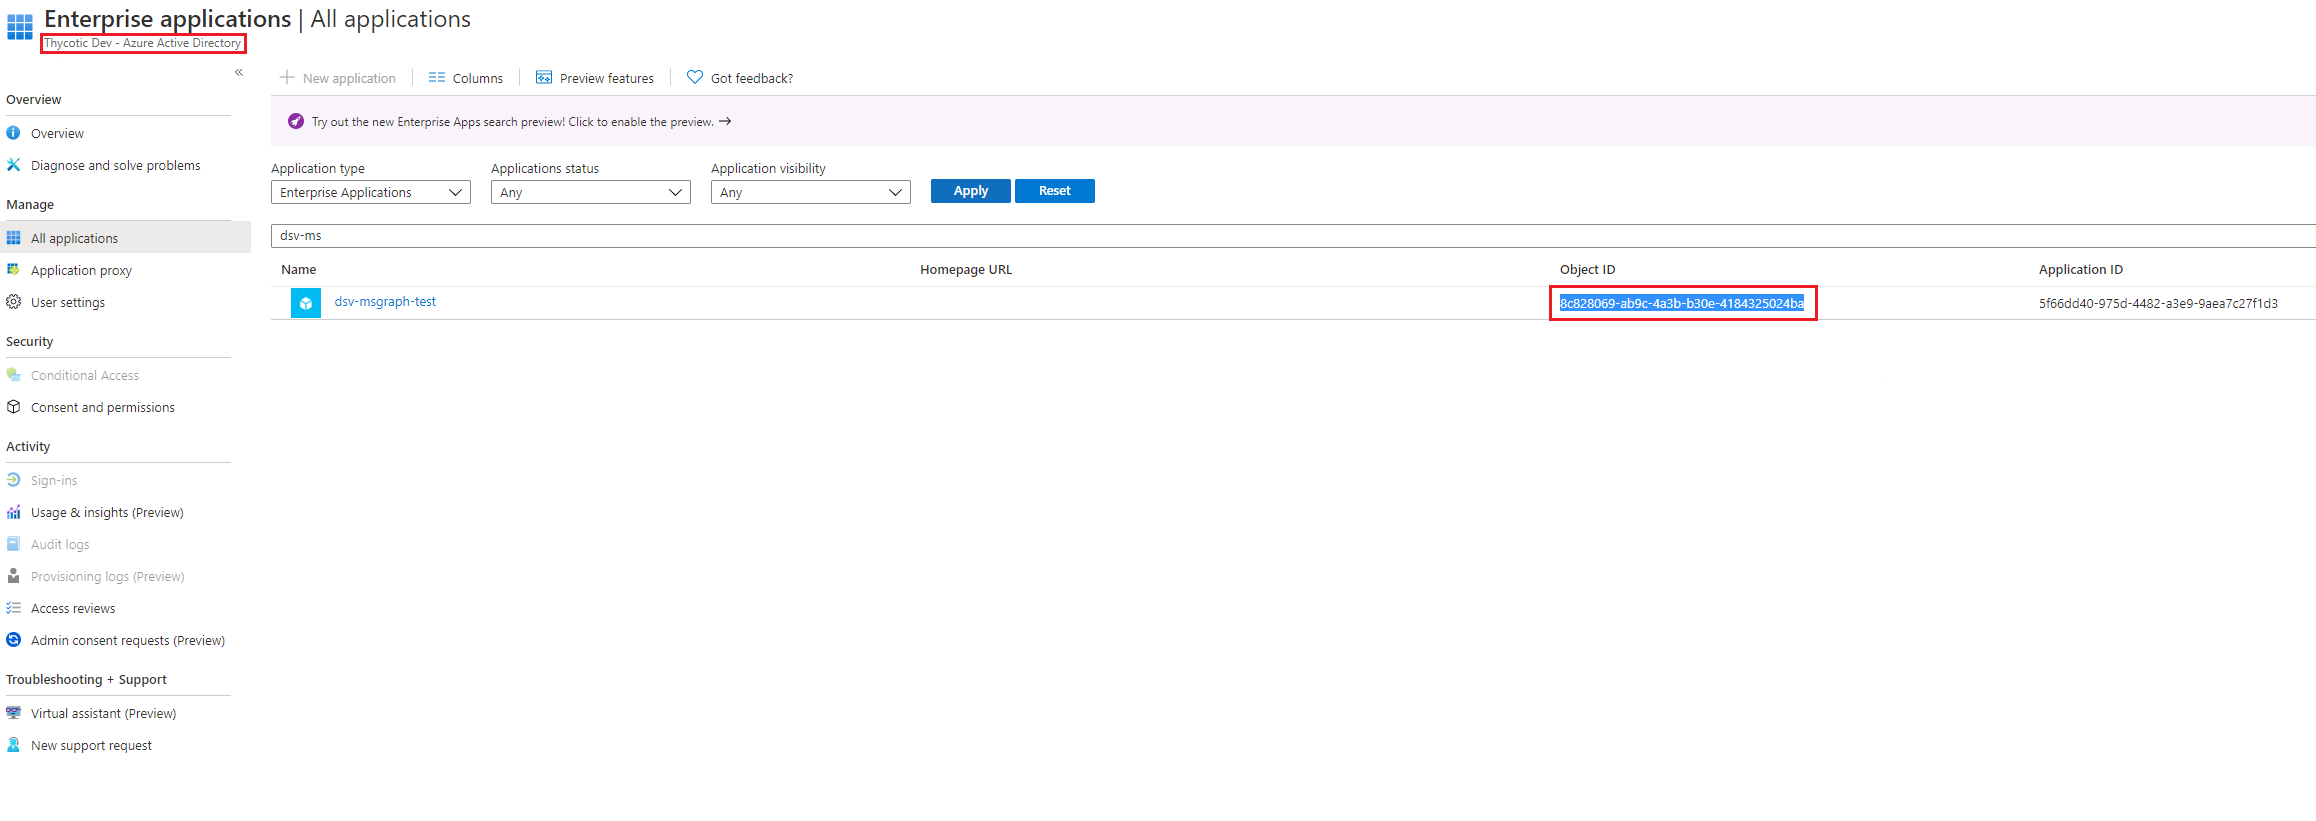 Enterprise applications | All applications
Thycotic Dev - Azure Active Directory
«
Overview
Overview
Diagnose and solve problems
Manage
All applications
Application proxy
User settings
Security
Conditional Access
Consent and permissions
Activity
Sign-ins
Usage & insights (Preview)
Audit logs
Provisioning logs (Preview)
Access reviews
Admin consent requests (Preview)
Troubleshooting + Support
Virtual assistant (Preview)
New support request
New application
Columns
Preview features
Got feedback?
Try out the new Enterprise Apps search preview! Click to enable the preview. →
Application type
Applications status
Application visibility
Enterprise Applications
Any
Any
Apply
Reset
dsv-ms
Name
Homepage URL
Object ID
Application ID
dsv-msgraph-test
8c828069-ab9c-4a3b-b30e-4184325024ba
5f66dd40-975d-4482-a3e9-9aea7c27f1d3